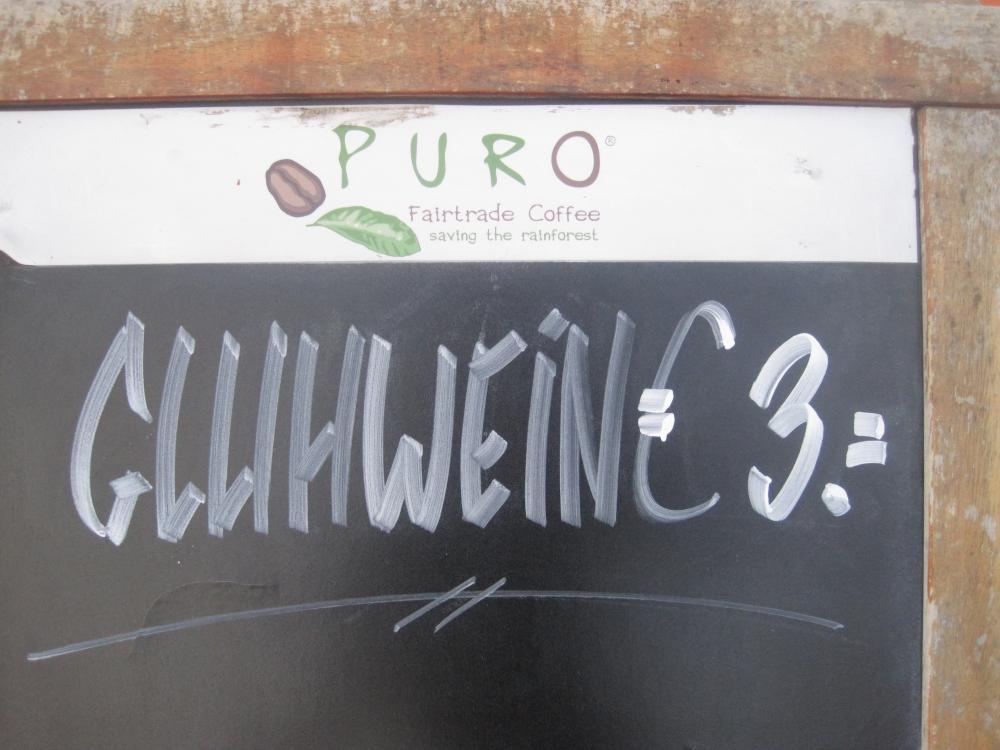 PURO®
Fairtrade Coffee
saving the rainforest
GLUHWEIN € 3.=